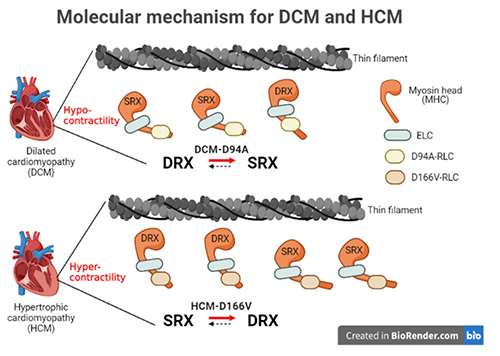 Molecular mechanism for DCM and HCM
Thin filament
SRX
SRX
DRX
Myosin head
(MHC)
Hypo-
contractility
ELC
Dilated
cardiomyopathy
(DCM)
DCM-D94A
DRX SRX
D94A-RLC
D166V-RLC
Thin filament
DRX
DRX
SRX
SRX
Hyper-
contractility
Hypertrophic
cardiomyopathy
(HCM)
HCM-D166V
SRX DRX
Created in BioRender.com bio